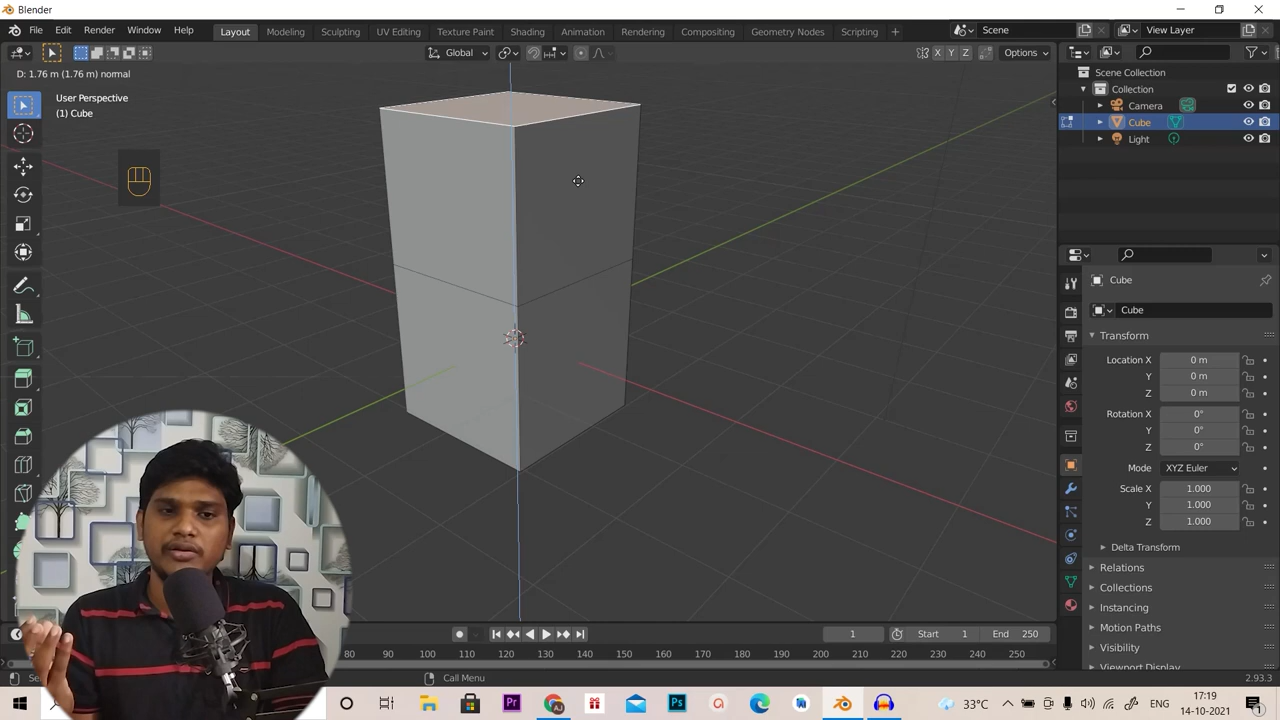 Blender
File Edit Render Window Help
Layout Modeling Sculpting UV Editing Texture Paint Shading Animation Rendering Compositing Geometry Nodes Scripting +
Scene
View Layer
Global
X Y Z
Options
D: 1.76 m (1.76 m) normal
User Perspective
(1) Cube
Scene Collection
Collection
Camera
Cube
Light
Cube
Cube
Transform
Location X 0 m
Y 0 m
Z 0 m
Rotation X 0°
Y 0°
Z 0°
Mode XYZ Euler
Scale X 1.000
Y 1.000
Z 1.000
Delta Transform
Relations
Collections
Instancing
Motion Paths
Visibility
Viewport Display
1
Start 1
End 250
80 90 100 110 120 130 140 150 160 170 180 190 200 210 220 230 240 250
Call Menu
2.93.3
Pr
Ps
33°C
ENG
17:19
14-10-2021